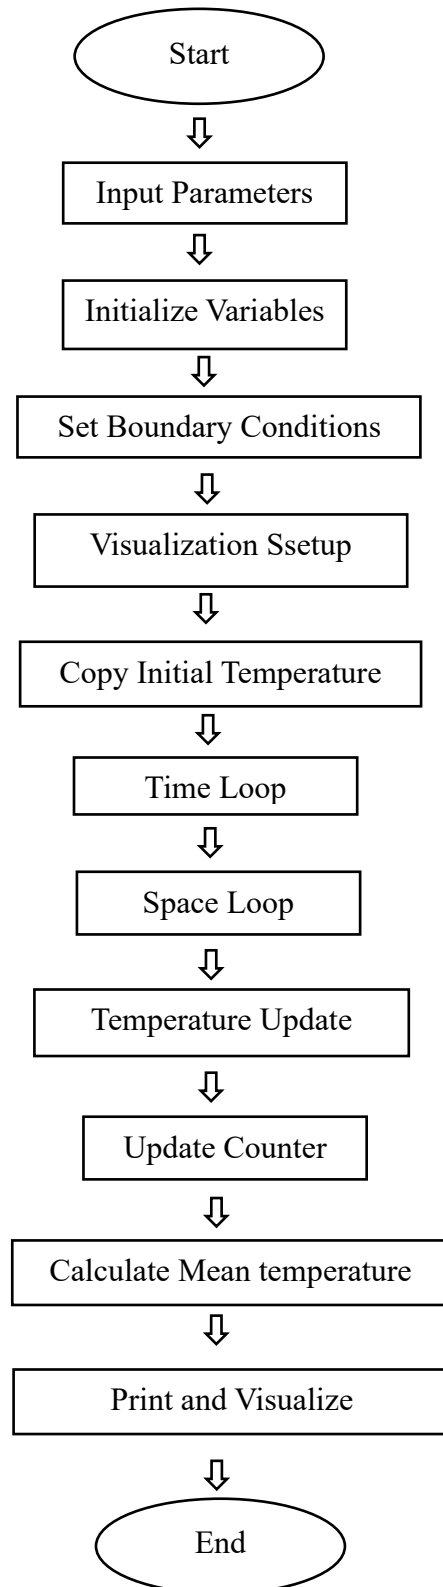 Start
Input Parameters
Initialize Variables
Set Boundary Conditions
Visualization Ssetup
Copy Initial Temperature
Time Loop
Space Loop
Temperature Update
Update Counter
Calculate Mean temperature
Print and Visualize
End